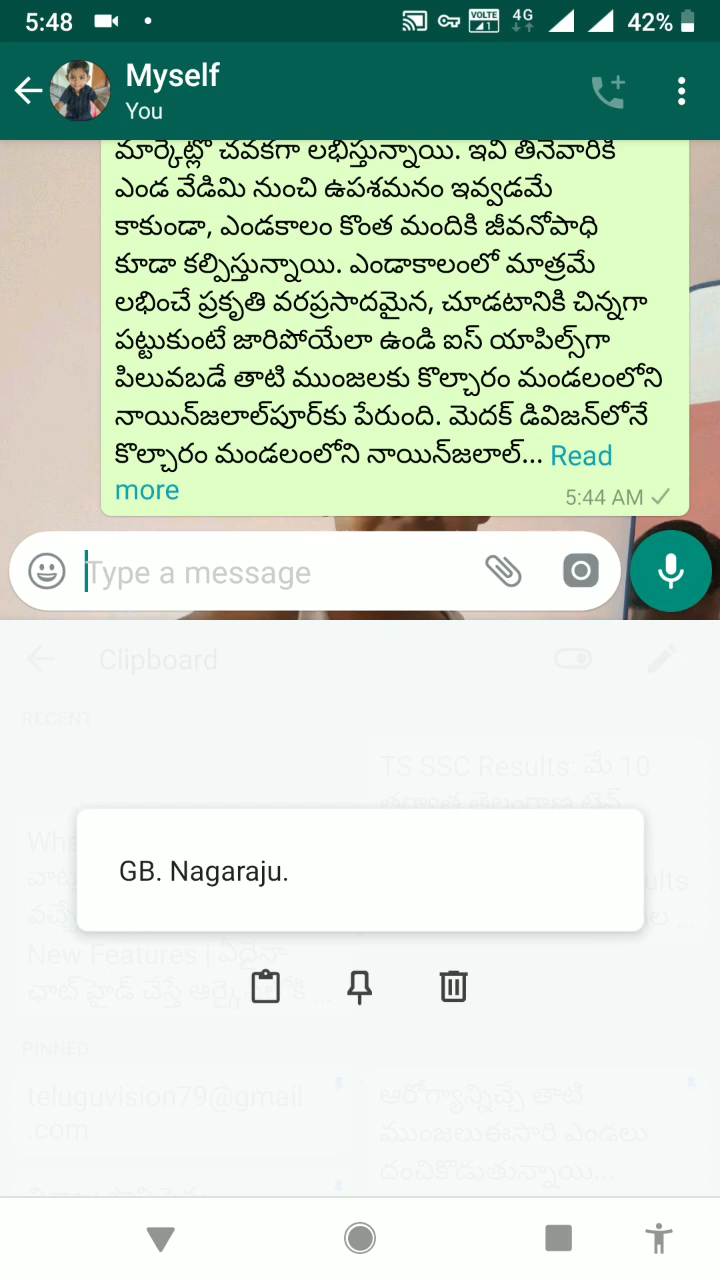 5:48
VOLTE 4G
42%
Myself
You
మార్కెట్లో చవకగా లభిస్తున్నాయి. ఇవి తినేవారికి
ఎండ వేడిమి నుంచి ఉపశమనం ఇవ్వడమే
కాకుండా, ఎండకాలం కొంత మందికి జీవనోపాధి
కూడా కల్పిస్తున్నాయి. ఎండాకాలంలో మాత్రమే
లభించే ప్రకృతి వరప్రసాదమైన, చూడటానికి చిన్నగా
పట్టుకుంటే జారిపోయేలా ఉండి ఐస్ యాపిల్స్‌గా
పిలువబడే తాటి ముంజలకు కొల్చారం మండలంలోని
నాయిన్‌జలాల్‌పూర్‌కు పేరుంది. మెదక్ డివిజన్‌లోనే
కొల్చారం మండలంలోని నాయిన్‌జలాల్... Read
more
5:44 AM
Type a message
Clipboard
RECENT
TS SSC Results: మే 10
తర్వాత తెలంగాణ టెన్త్
GB. Nagaraju.
New Features | ఏదైనా
చాట్ హైడ్ చేస్తే ఆర్కైవ్‌లోకి ...
PINNED
teluguvision79@gmail
.com
ఆరోగ్యాన్నిచ్చే తాటి
ముంజలుఈసారి ఎండలు
దంచికొడుతున్నాయి...